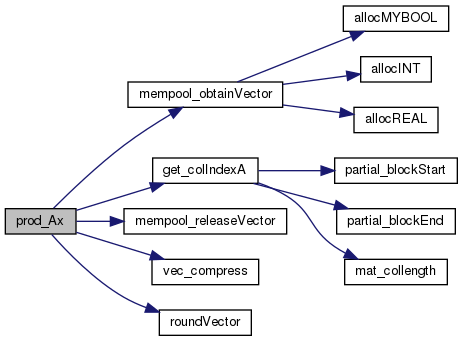 allocMYBOOL
allocINT
mempool_obtainVector
allocREAL
get_colIndexA
partial_blockStart
prod_Ax
mempool_releaseVector
partial_blockEnd
vec_compress
mat_collength
roundVector